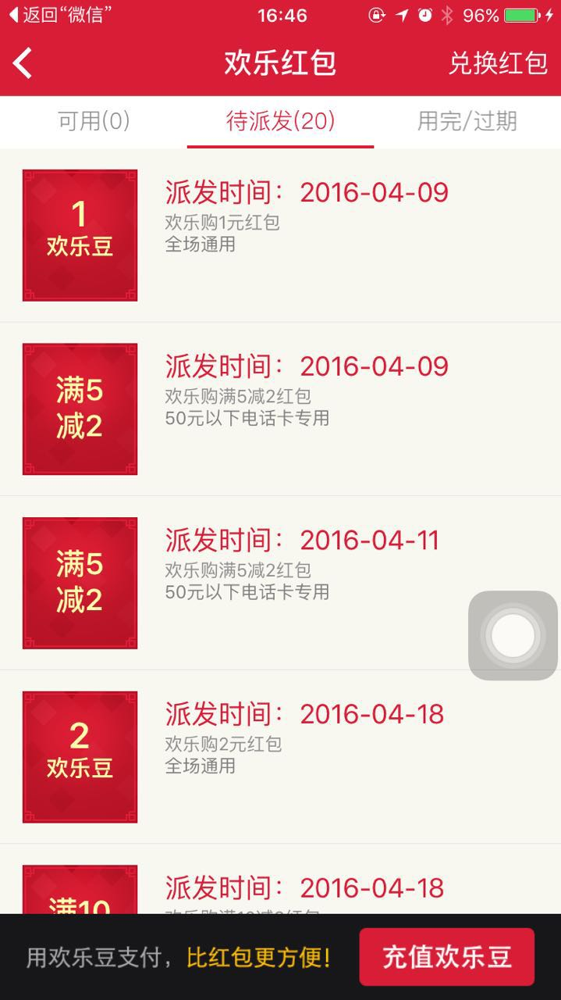 返回“微信”
16:46
96%
欢乐红包
兑换红包
可用(0)
待派发(20)
用完/过期
1
欢乐豆
派发时间：2016-04-09
欢乐购1元红包
全场通用
满5
减2
派发时间：2016-04-09
欢乐购满5减2红包
50元以下电话卡专用
满5
减2
派发时间：2016-04-11
欢乐购满5减2红包
50元以下电话卡专用
2
欢乐豆
派发时间：2016-04-18
欢乐购2元红包
全场通用
满10
派发时间：2016-04-18
用欢乐豆支付，比红包更方便！
充值欢乐豆